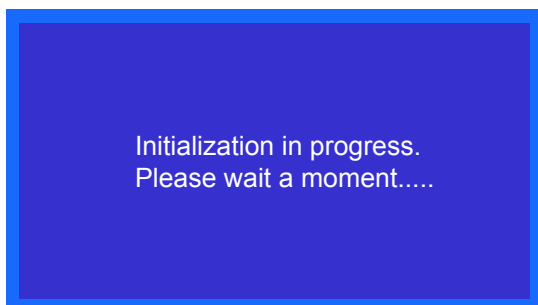 Initialization in progress.
Please wait a moment.....